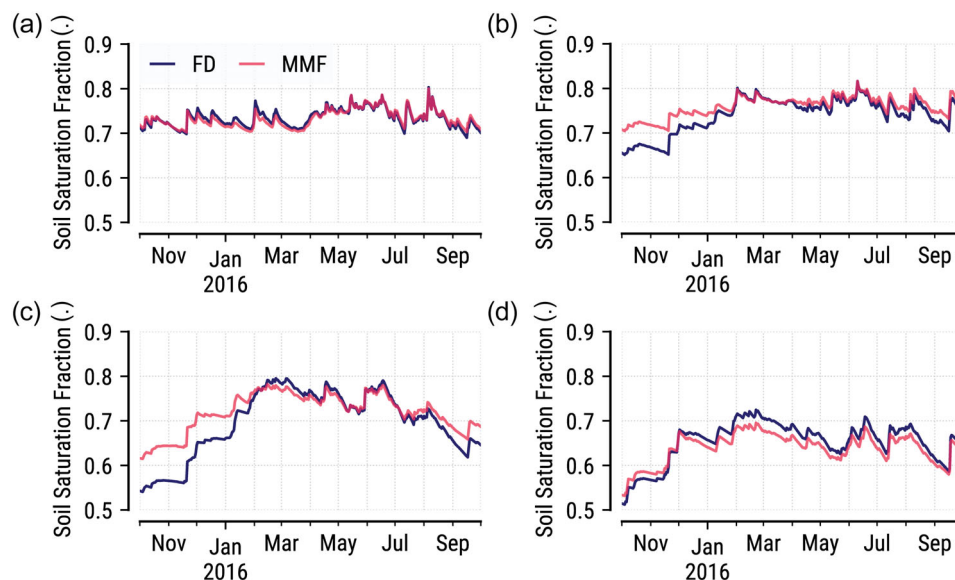 (a)
Soil Saturation Fraction (.)
0.9
0.8
0.7
0.6
0.5
FD MMF
Nov Jan Mar May Jul Sep
2016
(b)
Soil Saturation Fraction (.)
0.9
0.8
0.7
0.6
0.5
Nov Jan Mar May Jul Sep
2016
(c)
Soil Saturation Fraction (.)
0.9
0.8
0.7
0.6
0.5
Nov Jan Mar May Jul Sep
2016
(d)
Soil Saturation Fraction (.)
0.9
0.8
0.7
0.6
0.5
Nov Jan Mar May Jul Sep
2016